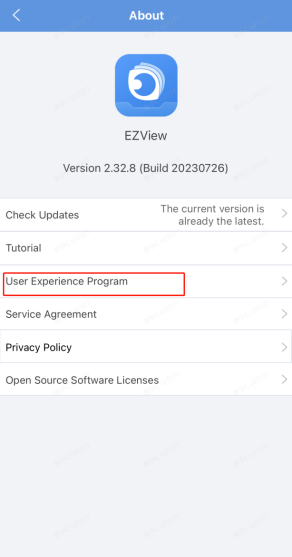 About
EZView
Version 2.32.8 (Build 20230726)
Check Updates
The current version is
already the latest.
Tutorial
User Experience Program
Service Agreement
Privacy Policy
Open Source Software Licenses